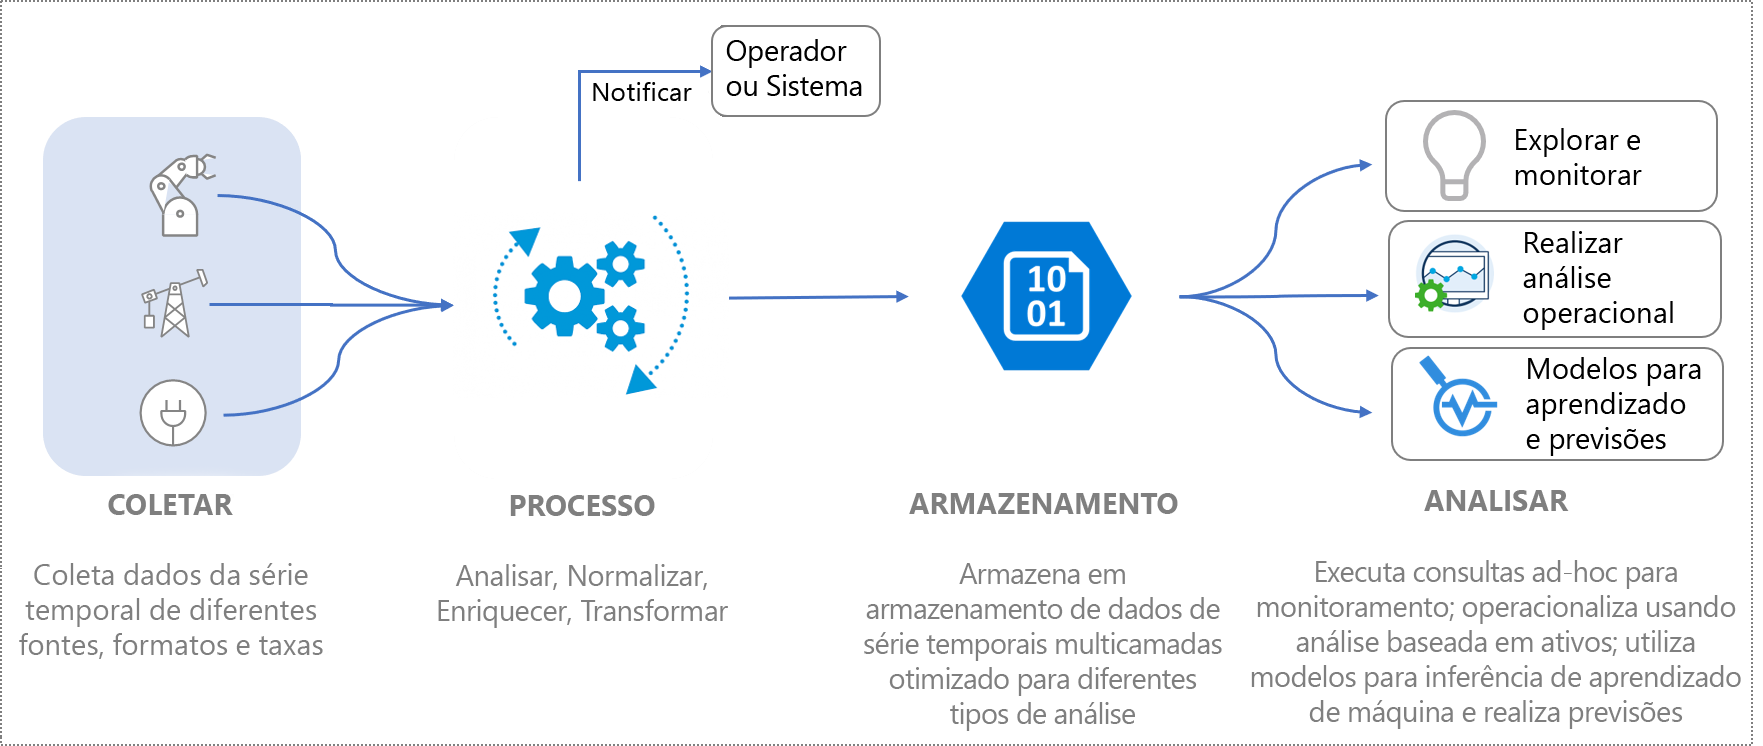 Operador
ou Sistema
Notificar
Explorar e
monitorar
Realizar
análise
operacional
Modelos para
aprendizado
e previsões
10
01
COLETAR
Coleta dados da série
temporal de diferentes
fontes, formatos e taxas
PROCESSO
Analisar, Normalizar,
Enriquecer, Transformar
ARMAZENAMENTO
Armazena em
armazenamento de dados de
série temporais multicamadas
otimizado para diferentes
tipos de análise
ANALISAR
Executa consultas ad-hoc para
monitoramento; operacionaliza usando
análise baseada em ativos; utiliza
modelos para inferência de aprendizado
de máquina e realiza previsões